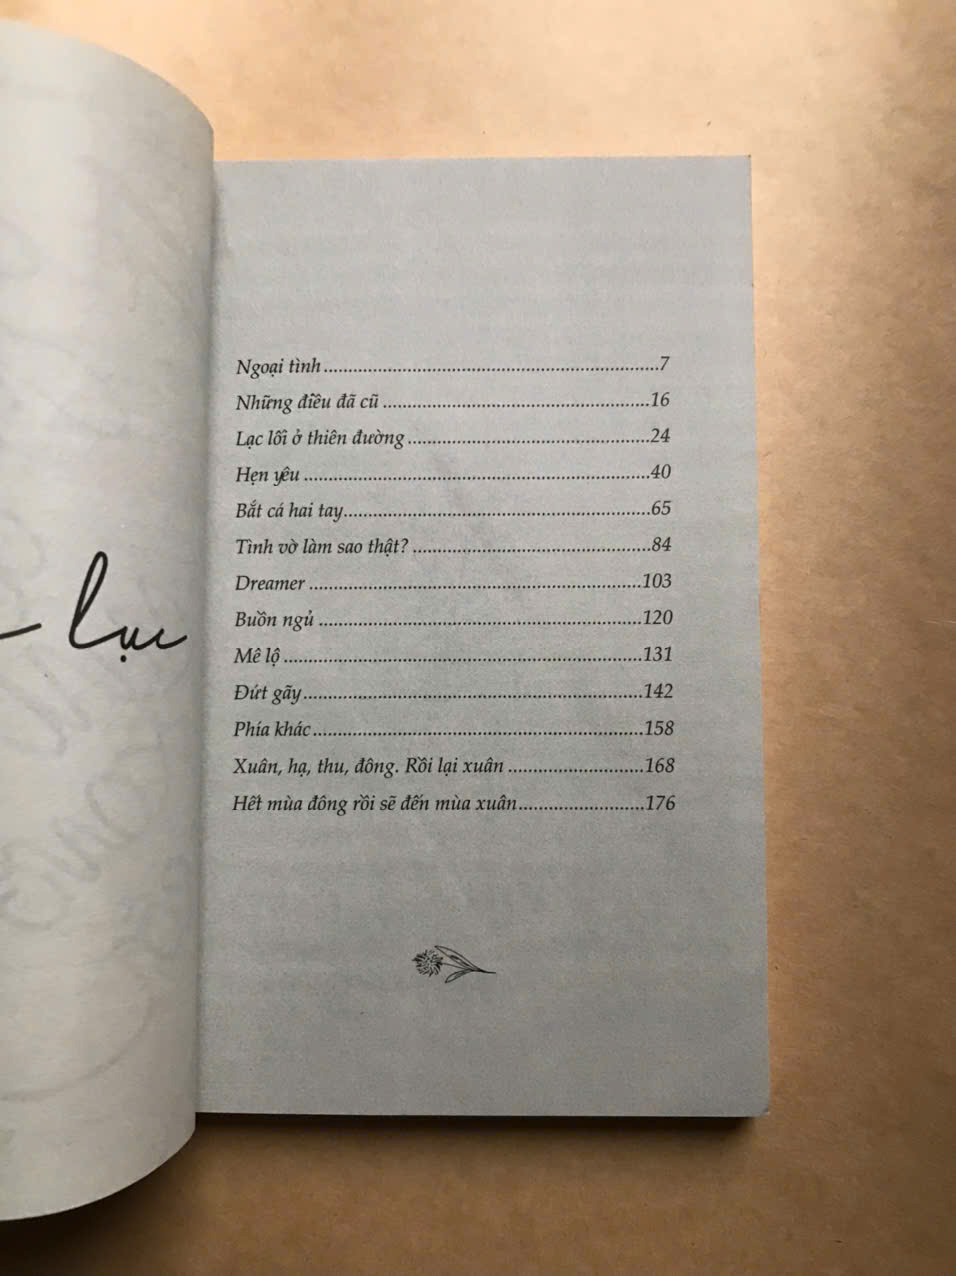 lục
Ngoại tình.....................................................................7
Những điều đã cũ.......................................................16
Lạc lối ở thiên đường..................................................24
Hẹn yêu.......................................................................40
Bắt cá hai tay...............................................................65
Tình vờ làm sao thật?.................................................84
Dreamer....................................................................103
Buồn ngủ..................................................................120
Mê lộ.........................................................................131
Đứt gãy.....................................................................142
Phía khác...................................................................158
Xuân, hạ, thu, đông. Rồi lại xuân............................168
Hết mùa đông rồi sẽ đến mùa xuân..........................176